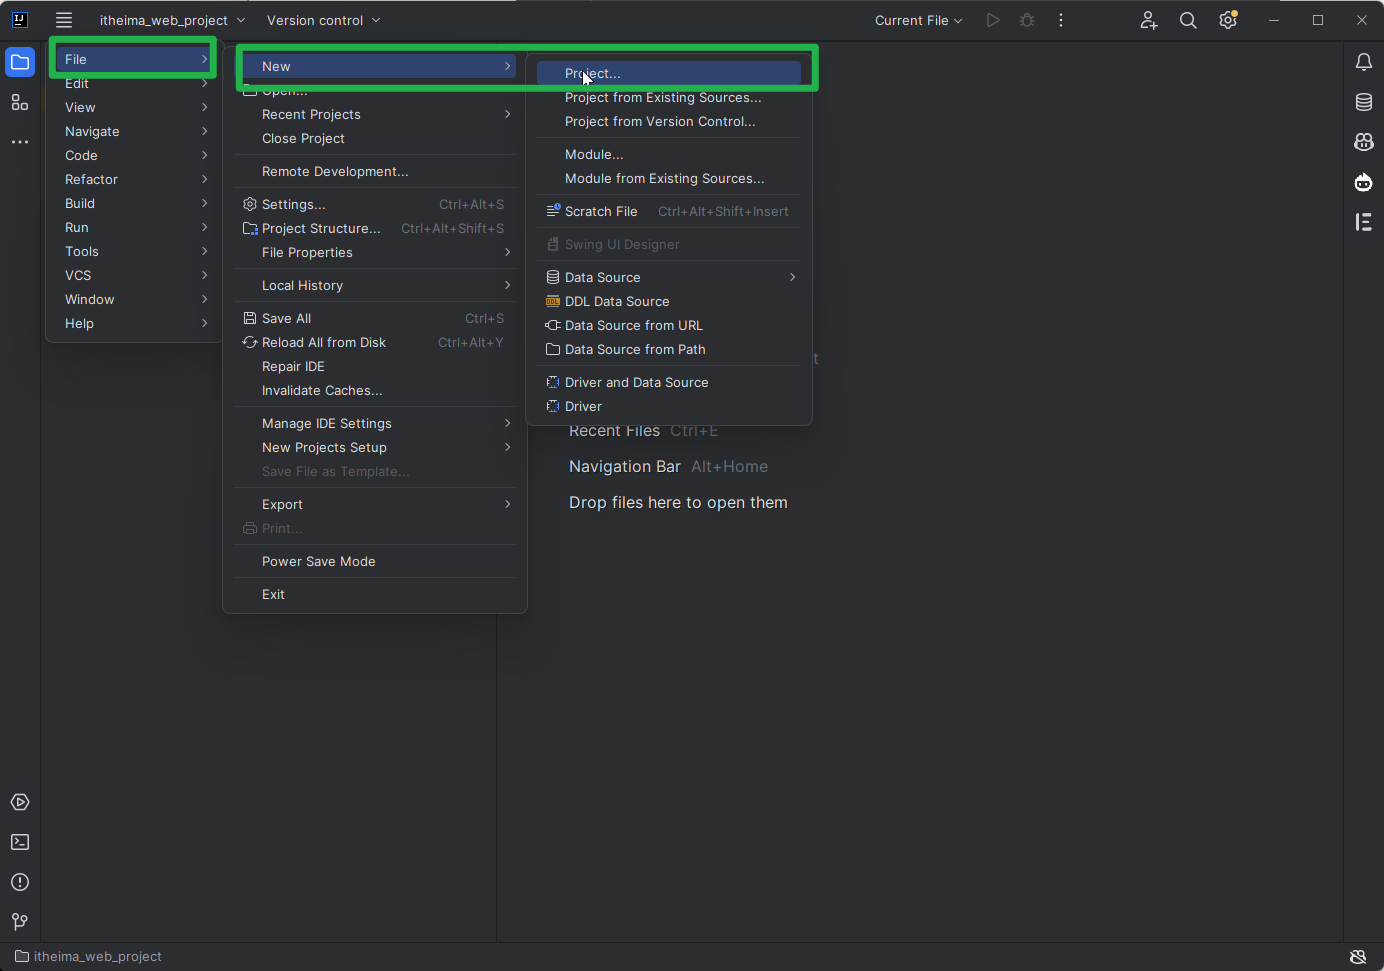 IJ
itheima_web_project
Version control
Current File
File
Edit
View
Navigate
Code
Refactor
Build
Run
Tools
VCS
Window
Help
New
Open...
Recent Projects
Close Project
Remote Development...
Settings... Ctrl+Alt+S
Project Structure... Ctrl+Alt+Shift+S
File Properties
Local History
Save All Ctrl+S
Reload All from Disk Ctrl+Alt+Y
Repair IDE
Invalidate Caches...
Manage IDE Settings
New Projects Setup
Save File as Template...
Export
Print...
Power Save Mode
Exit
Project...
Project from Existing Sources...
Project from Version Control...
Module...
Module from Existing Sources...
Scratch File Ctrl+Alt+Shift+Insert
Swing UI Designer
Data Source
DDL Data Source
Data Source from URL
Data Source from Path
Driver and Data Source
Driver
Recent Files Ctrl+E
Navigation Bar Alt+Home
Drop files here to open them
itheima_web_project